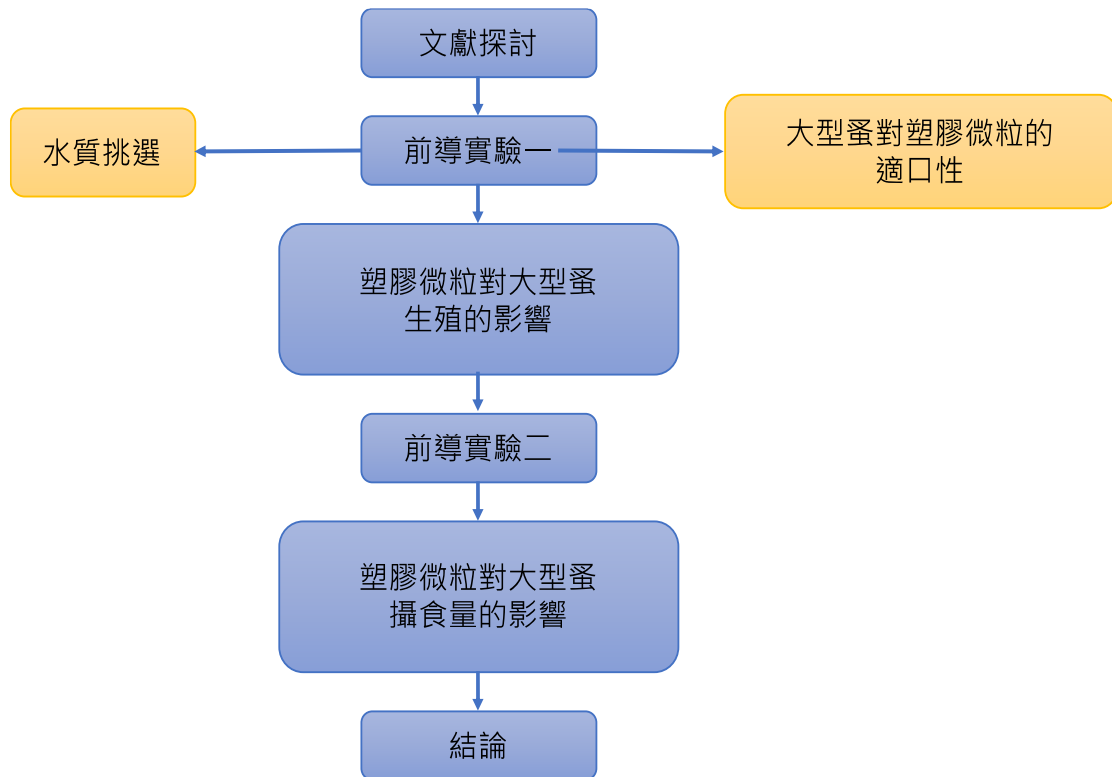 文獻探討
水質挑選
前導實驗一
大型蚤對塑膠微粒的
適口性
塑膠微粒對大型蚤
生殖的影響
前導實驗二
塑膠微粒對大型蚤
攝食量的影響
結論